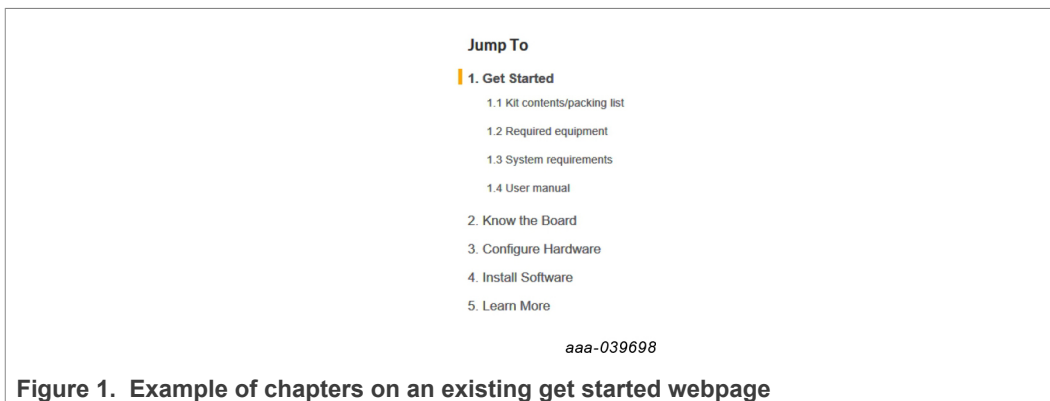 Jump To
1. Get Started
1.1 Kit contents/packing list
1.2 Required equipment
1.3 System requirements
1.4 User manual
2. Know the Board
3. Configure Hardware
4. Install Software
5. Learn More
aaa-039698
Figure 1. Example of chapters on an existing get started webpage